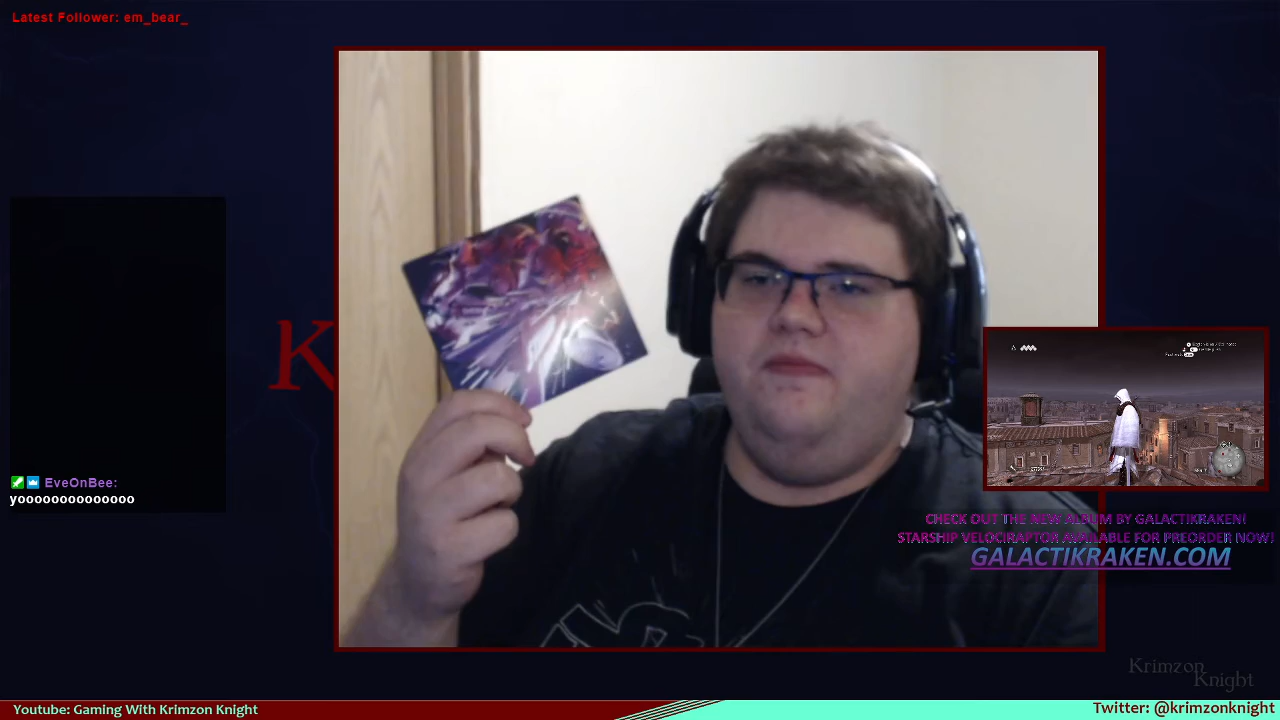 Latest Follower: em_bear_
K
EveOnBee:
yoooooooooooooo
CHECK OUT THE NEW ALBUM BY GALACTIKRAKEN!
STARSHIP VELOCIRAPTOR AVAILABLE FOR PREORDER NOW!
GALACTIKRAKEN.COM
Krimzon
Knight
Youtube: Gaming With Krimzon Knight
Twitter: @krimzonknight